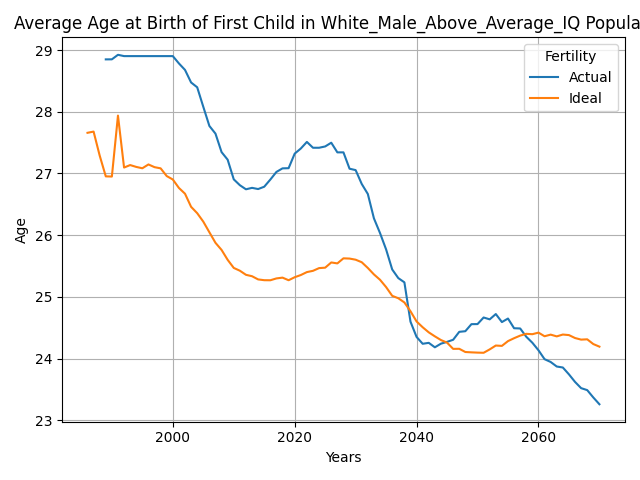 Average Age at Birth of First Child in White_Male_Above_Average_IQ Popula
29
28
27
26
25
24
23
Age
Fertility
Actual
Ideal
2000
2020
2040
2060
Years